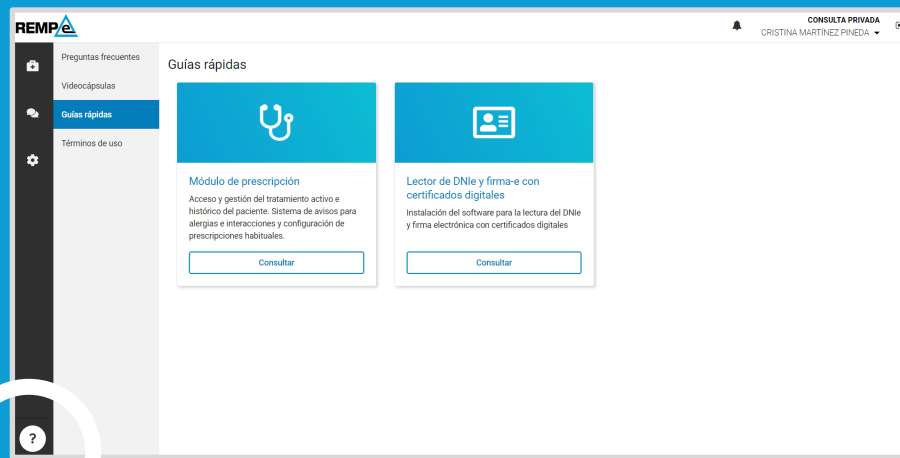 REMPe
CONSULTA PRIVADA
CRISTINA MARTÍNEZ PINEDA
Preguntas frecuentes
Videocápsulas
Guías rápidas
Términos de uso
Guías rápidas
Módulo de prescripción
Acceso y gestión del tratamiento activo e
histórico del paciente. Sistema de avisos para
alergias e interacciones y configuración de
prescripciones habituales.
Consultar
Lector de DNIe y firma-e con
certificados digitales
Instalación del software para la lectura del DNIe
y firma electrónica con certificados digitales
Consultar
?